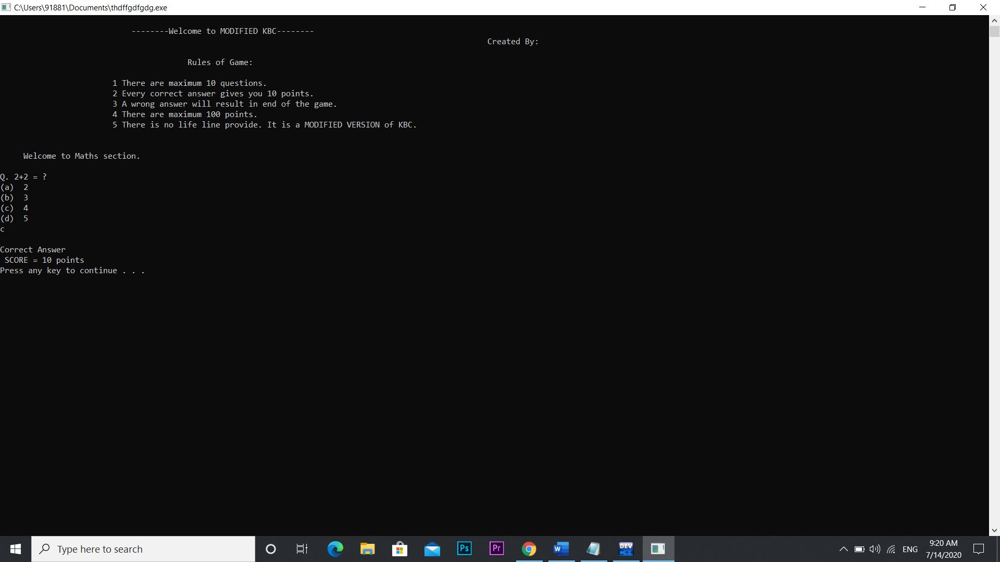 C:\Users\91881\Documents\thdffgdfgdg.exe
--------Welcome to MODIFIED KBC--------
Created By:
Rules of Game:
1 There are maximum 10 questions.
2 Every correct answer gives you 10 points.
3 A wrong answer will result in end of the game.
4 There are maximum 100 points.
5 There is no life line provide. It is a MODIFIED VERSION of KBC.
Welcome to Maths section.
Q. 2+2 = ?
(a)  2
(b)  3
(c)  4
(d)  5
c
Correct Answer
SCORE = 10 points
Press any key to continue . . .
Type here to search
Ps
Pr
W
DEV
C++
ENG
9:20 AM
7/14/2020